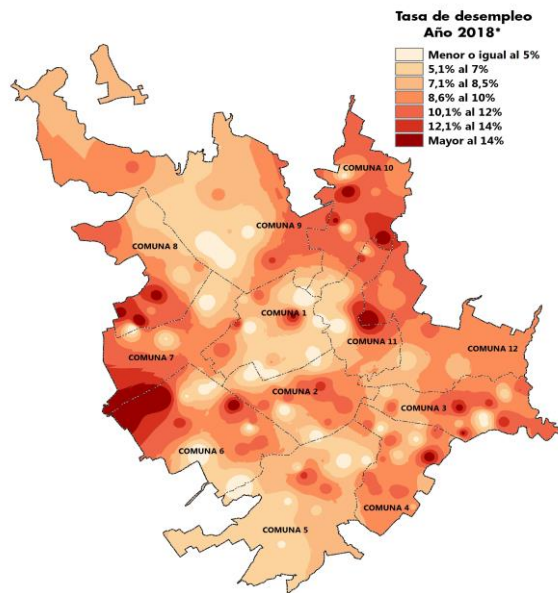 Tasa de desempleo
Año 2018*
Menor o igual al 5%
5,1% al 7%
7,1% al 8,5%
8,6% al 10%
10,1% al 12%
12,1% al 14%
Mayor al 14%
COMUNA 10
COMUNA 9
COMUNA 8
COMUNA 1
COMUNA 11
COMUNA 12
COMUNA 7
COMUNA 2
COMUNA 3
COMUNA 6
COMUNA 4
COMUNA 5